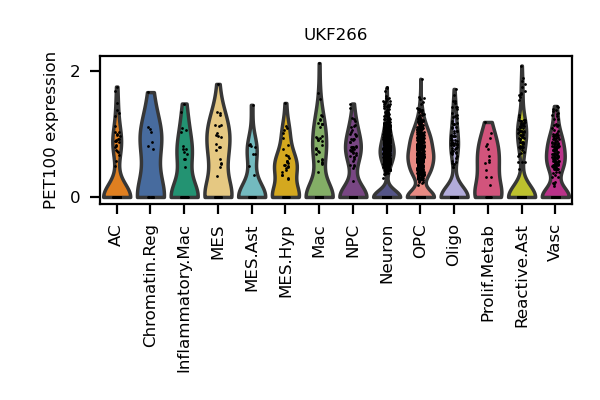 UKF266
PET100 expression
2
0
AC
Chromatin.Reg
Inflammatory.Mac
MES
MES.Ast
MES.Hyp
Mac
NPC
Neuron
OPC
Oligo
Prolif.Metab
Reactive.Ast
Vasc